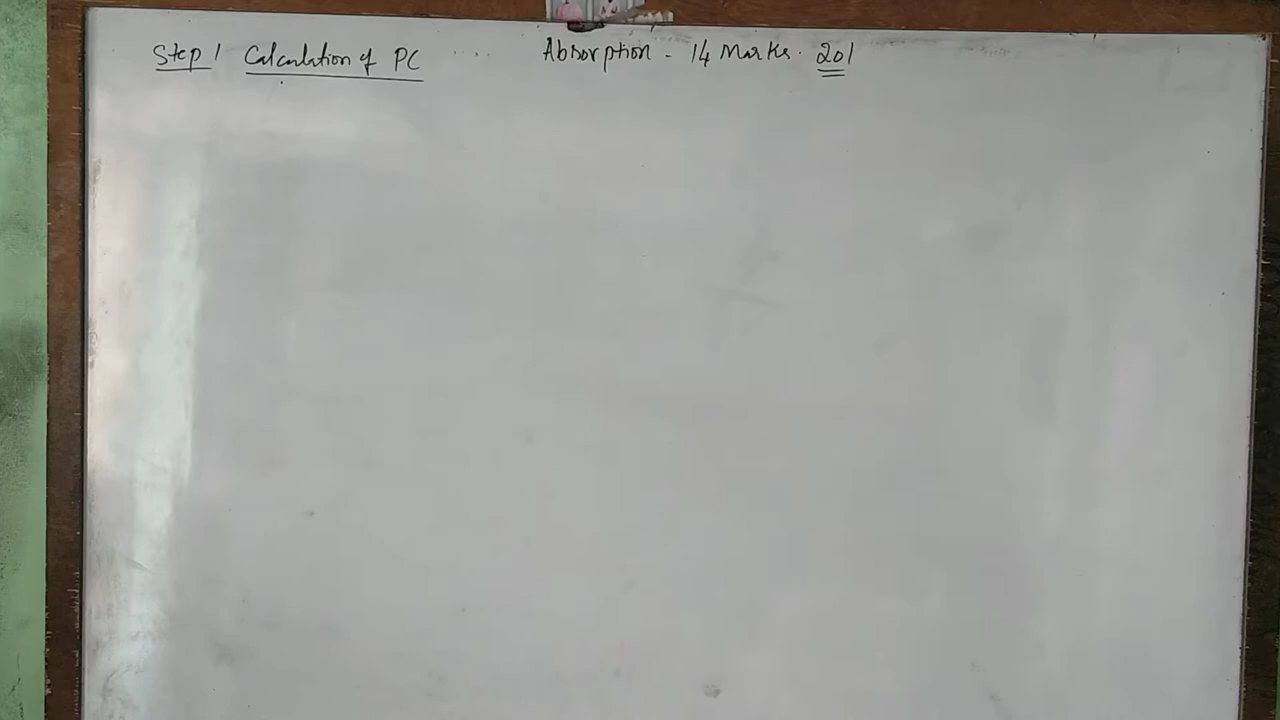 Step 1 Calculation of PC .... Absorption - 14 Marks. 201